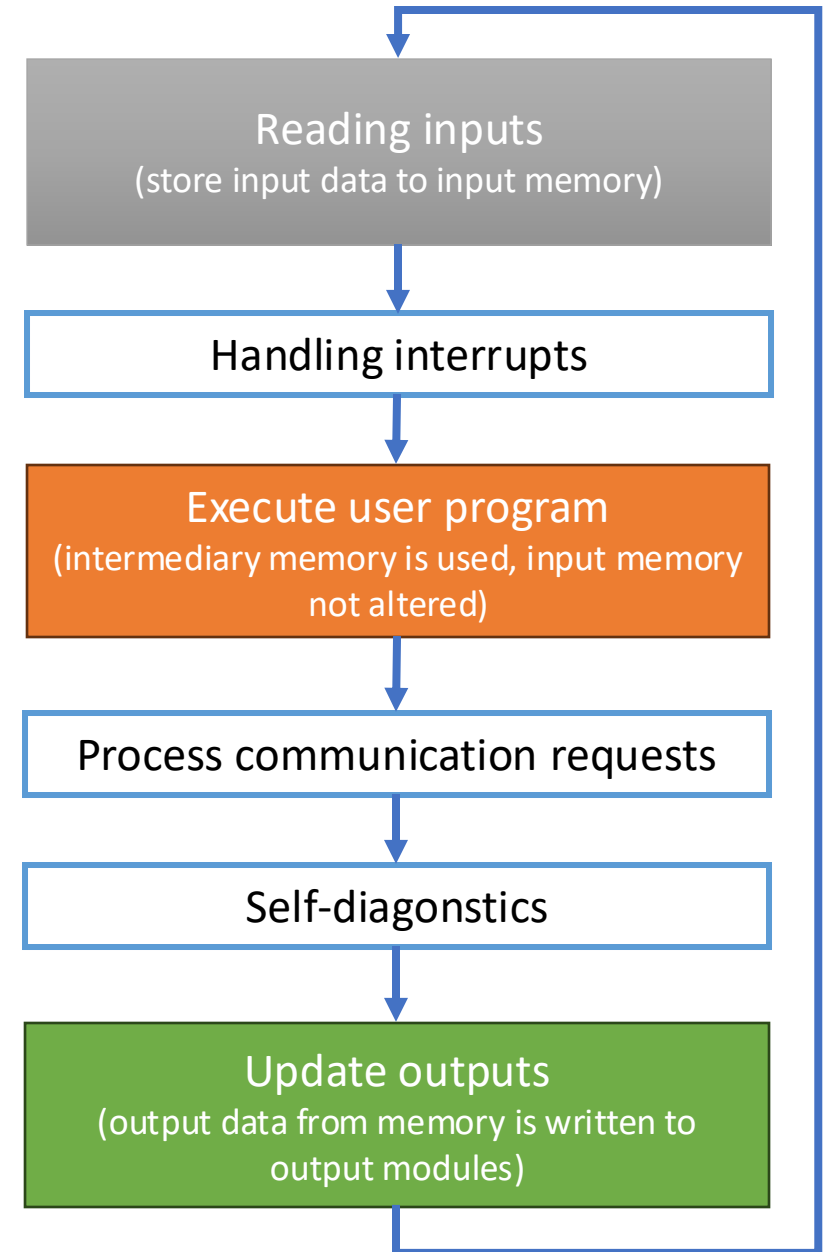 Reading inputs
(store input data to input memory)
Handling interrupts
Execute user program
(intermediary memory is used, input memory
not altered)
Process communication requests
Self-diagonstics
Update outputs
(output data from memory is written to
output modules)